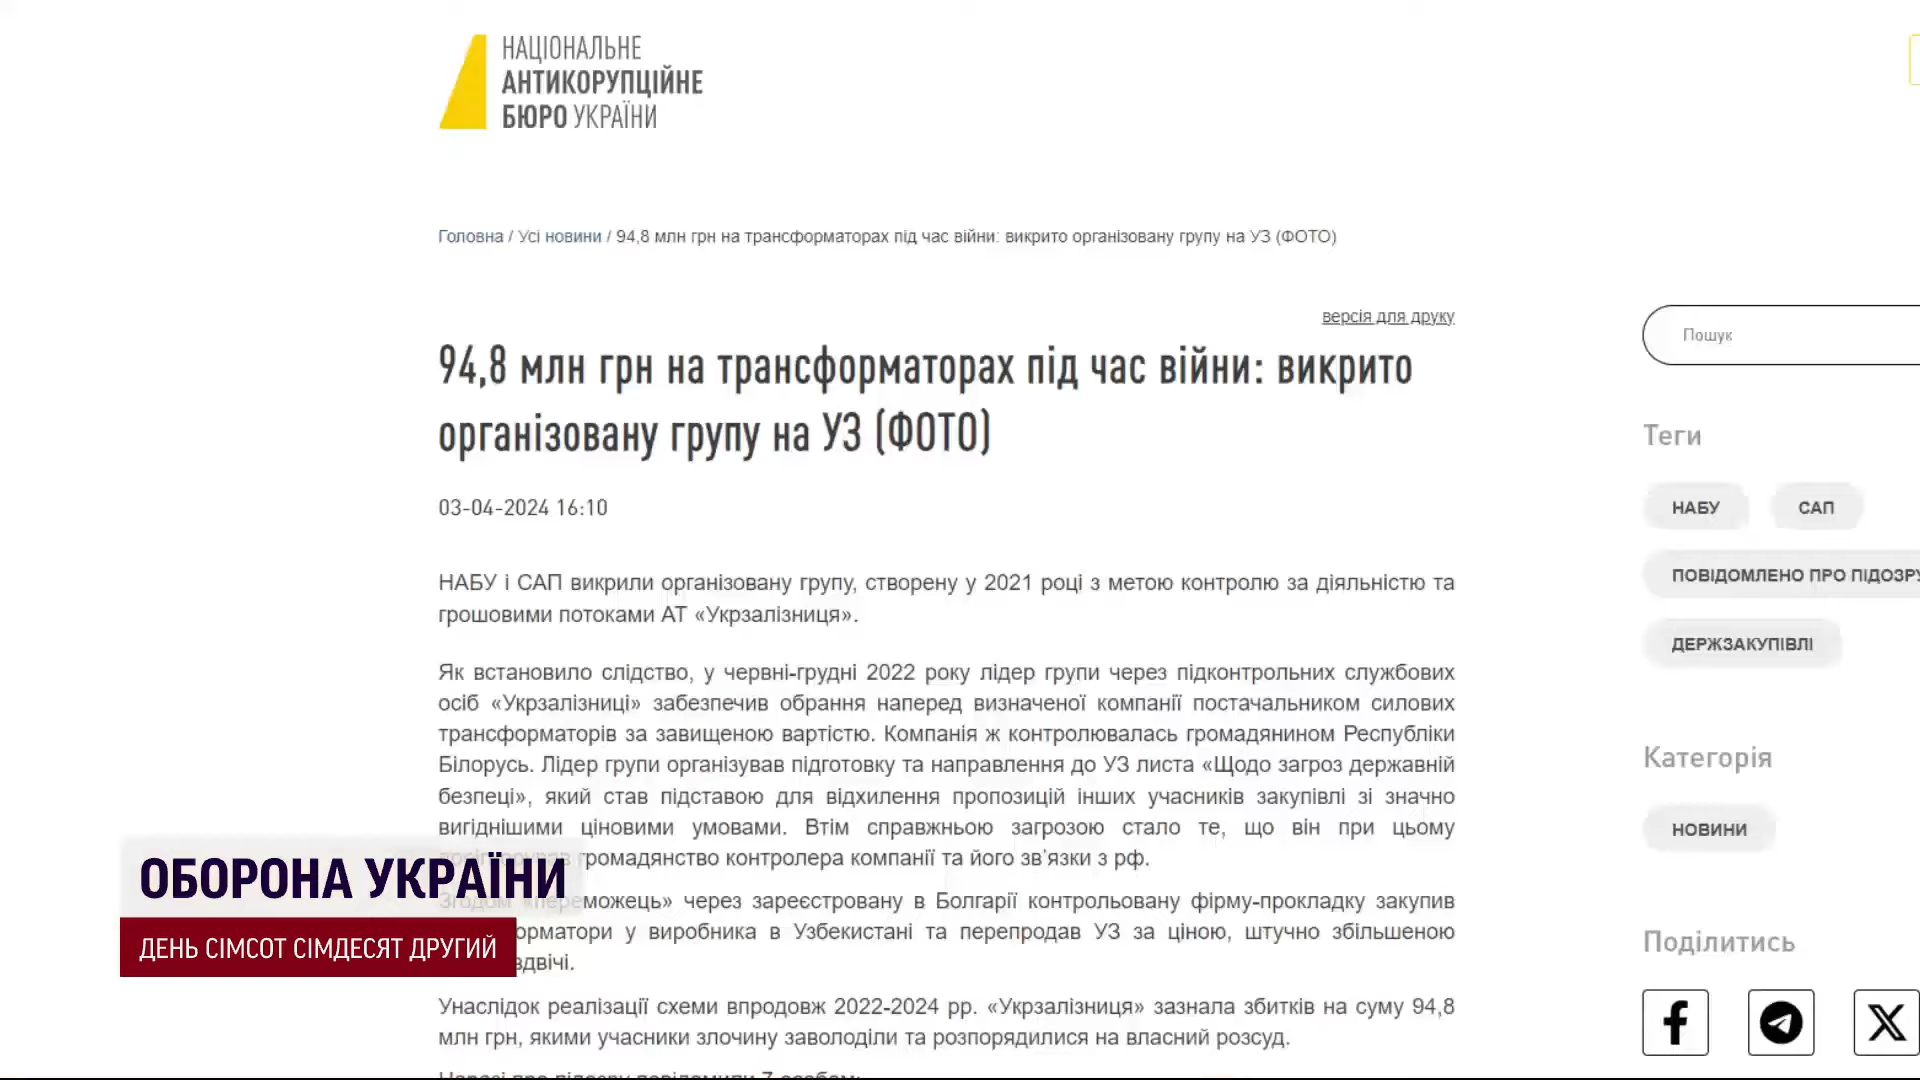 НАЦІОНАЛЬНЕ
АНТИКОРУПЦІЙНЕ
БЮРО УКРАЇНИ
Головна / Усі новини / 94,8 млн грн на трансформаторах під час війни: викрито організовану групу на УЗ (ФОТО)
версія для друку
94,8 млн грн на трансформаторах під час війни: викрито
організовану групу на УЗ (ФОТО)
03-04-2024 16:10
НАБУ і САП викрили організовану групу, створену у 2021 році з метою контролю за діяльністю та
грошовими потоками АТ «Укрзалізниця».
Як встановило слідство, у червні-грудні 2022 року лідер групи через підконтрольних службових
осіб «Укрзалізниці» забезпечив обрання наперед визначеної компанії постачальником силових
трансформаторів за завищеною вартістю. Компанія ж контролювалась громадянином Республіки
Білорусь. Лідер групи організував підготовку та направлення до УЗ листа «Щодо загроз державній
безпеці», який став підставою для відхилення пропозицій інших учасників закупівлі зі значно
вигіднішими ціновими умовами. Втім справжньою загрозою стало те, що він при цьому
громадянство контролера компанії та його зв’язки з рф.
Згодом «переможець» через зареєстровану в Болгарії контрольовану фірму-прокладку закупив
у виробника в Узбекистані та перепродав УЗ за ціною, штучно збільшеною
Унаслідок реалізації схеми впродовж 2022-2024 рр. «Укрзалізниця» зазнала збитків на суму 94,8
млн грн, якими учасники злочину заволоділи та розпорядилися на власний розсуд.
Пошук
Теги
НАБУ
САП
ПОВІДОМЛЕНО ПРО ПІДОЗРУ
ДЕРЖЗАКУПІВЛІ
Категорія
НОВИНИ
Поділитись
ОБОРОНА УКРАЇНИ
ДЕНЬ СІМСОТ СІМДЕСЯТ ДРУГИЙ